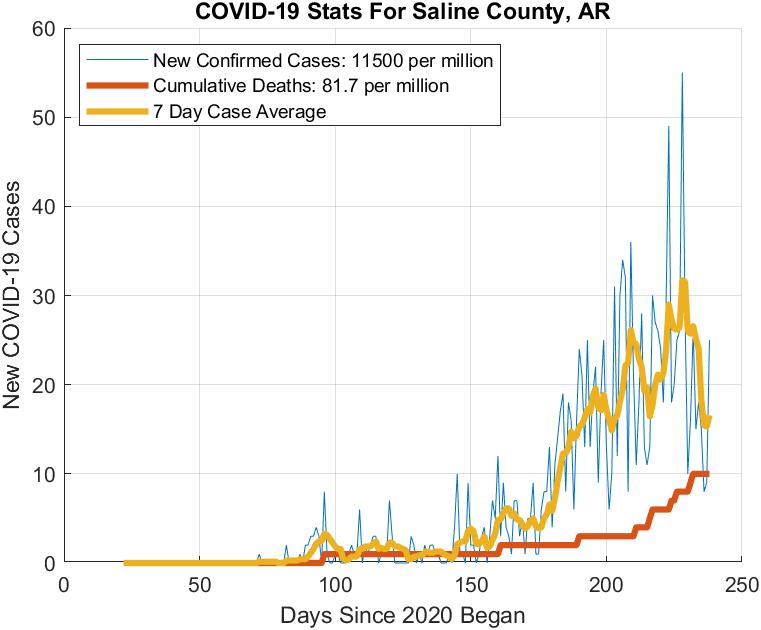 COVID-19 Stats For Saline County, AR
New Confirmed Cases: 11500 per million
Cumulative Deaths: 81.7 per million
7 Day Case Average
New COVID-19 Cases
60
50
40
30
20
10
0
0 50 100 150 200 250
Days Since 2020 Began